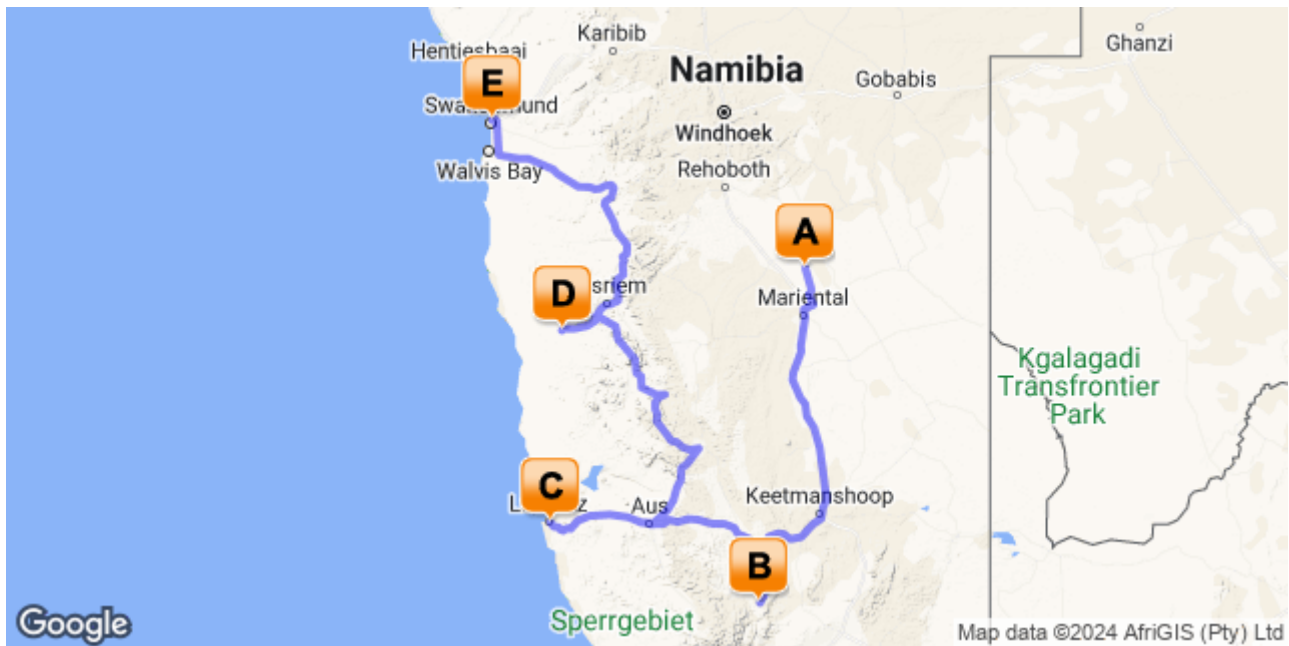 Karibib
Hentiesbaai
Namibia
Ghanzi
E
Gobabis
Windhoek
Walvis Bay
Rehoboth
A
D
sriem
Mariental
Kgalagadi
Transfrontier
Park
C
Aus
Keetmanshoop
B
Sperrgebiet
Google
Map data ©2024 AfriGIS (Pty) Ltd